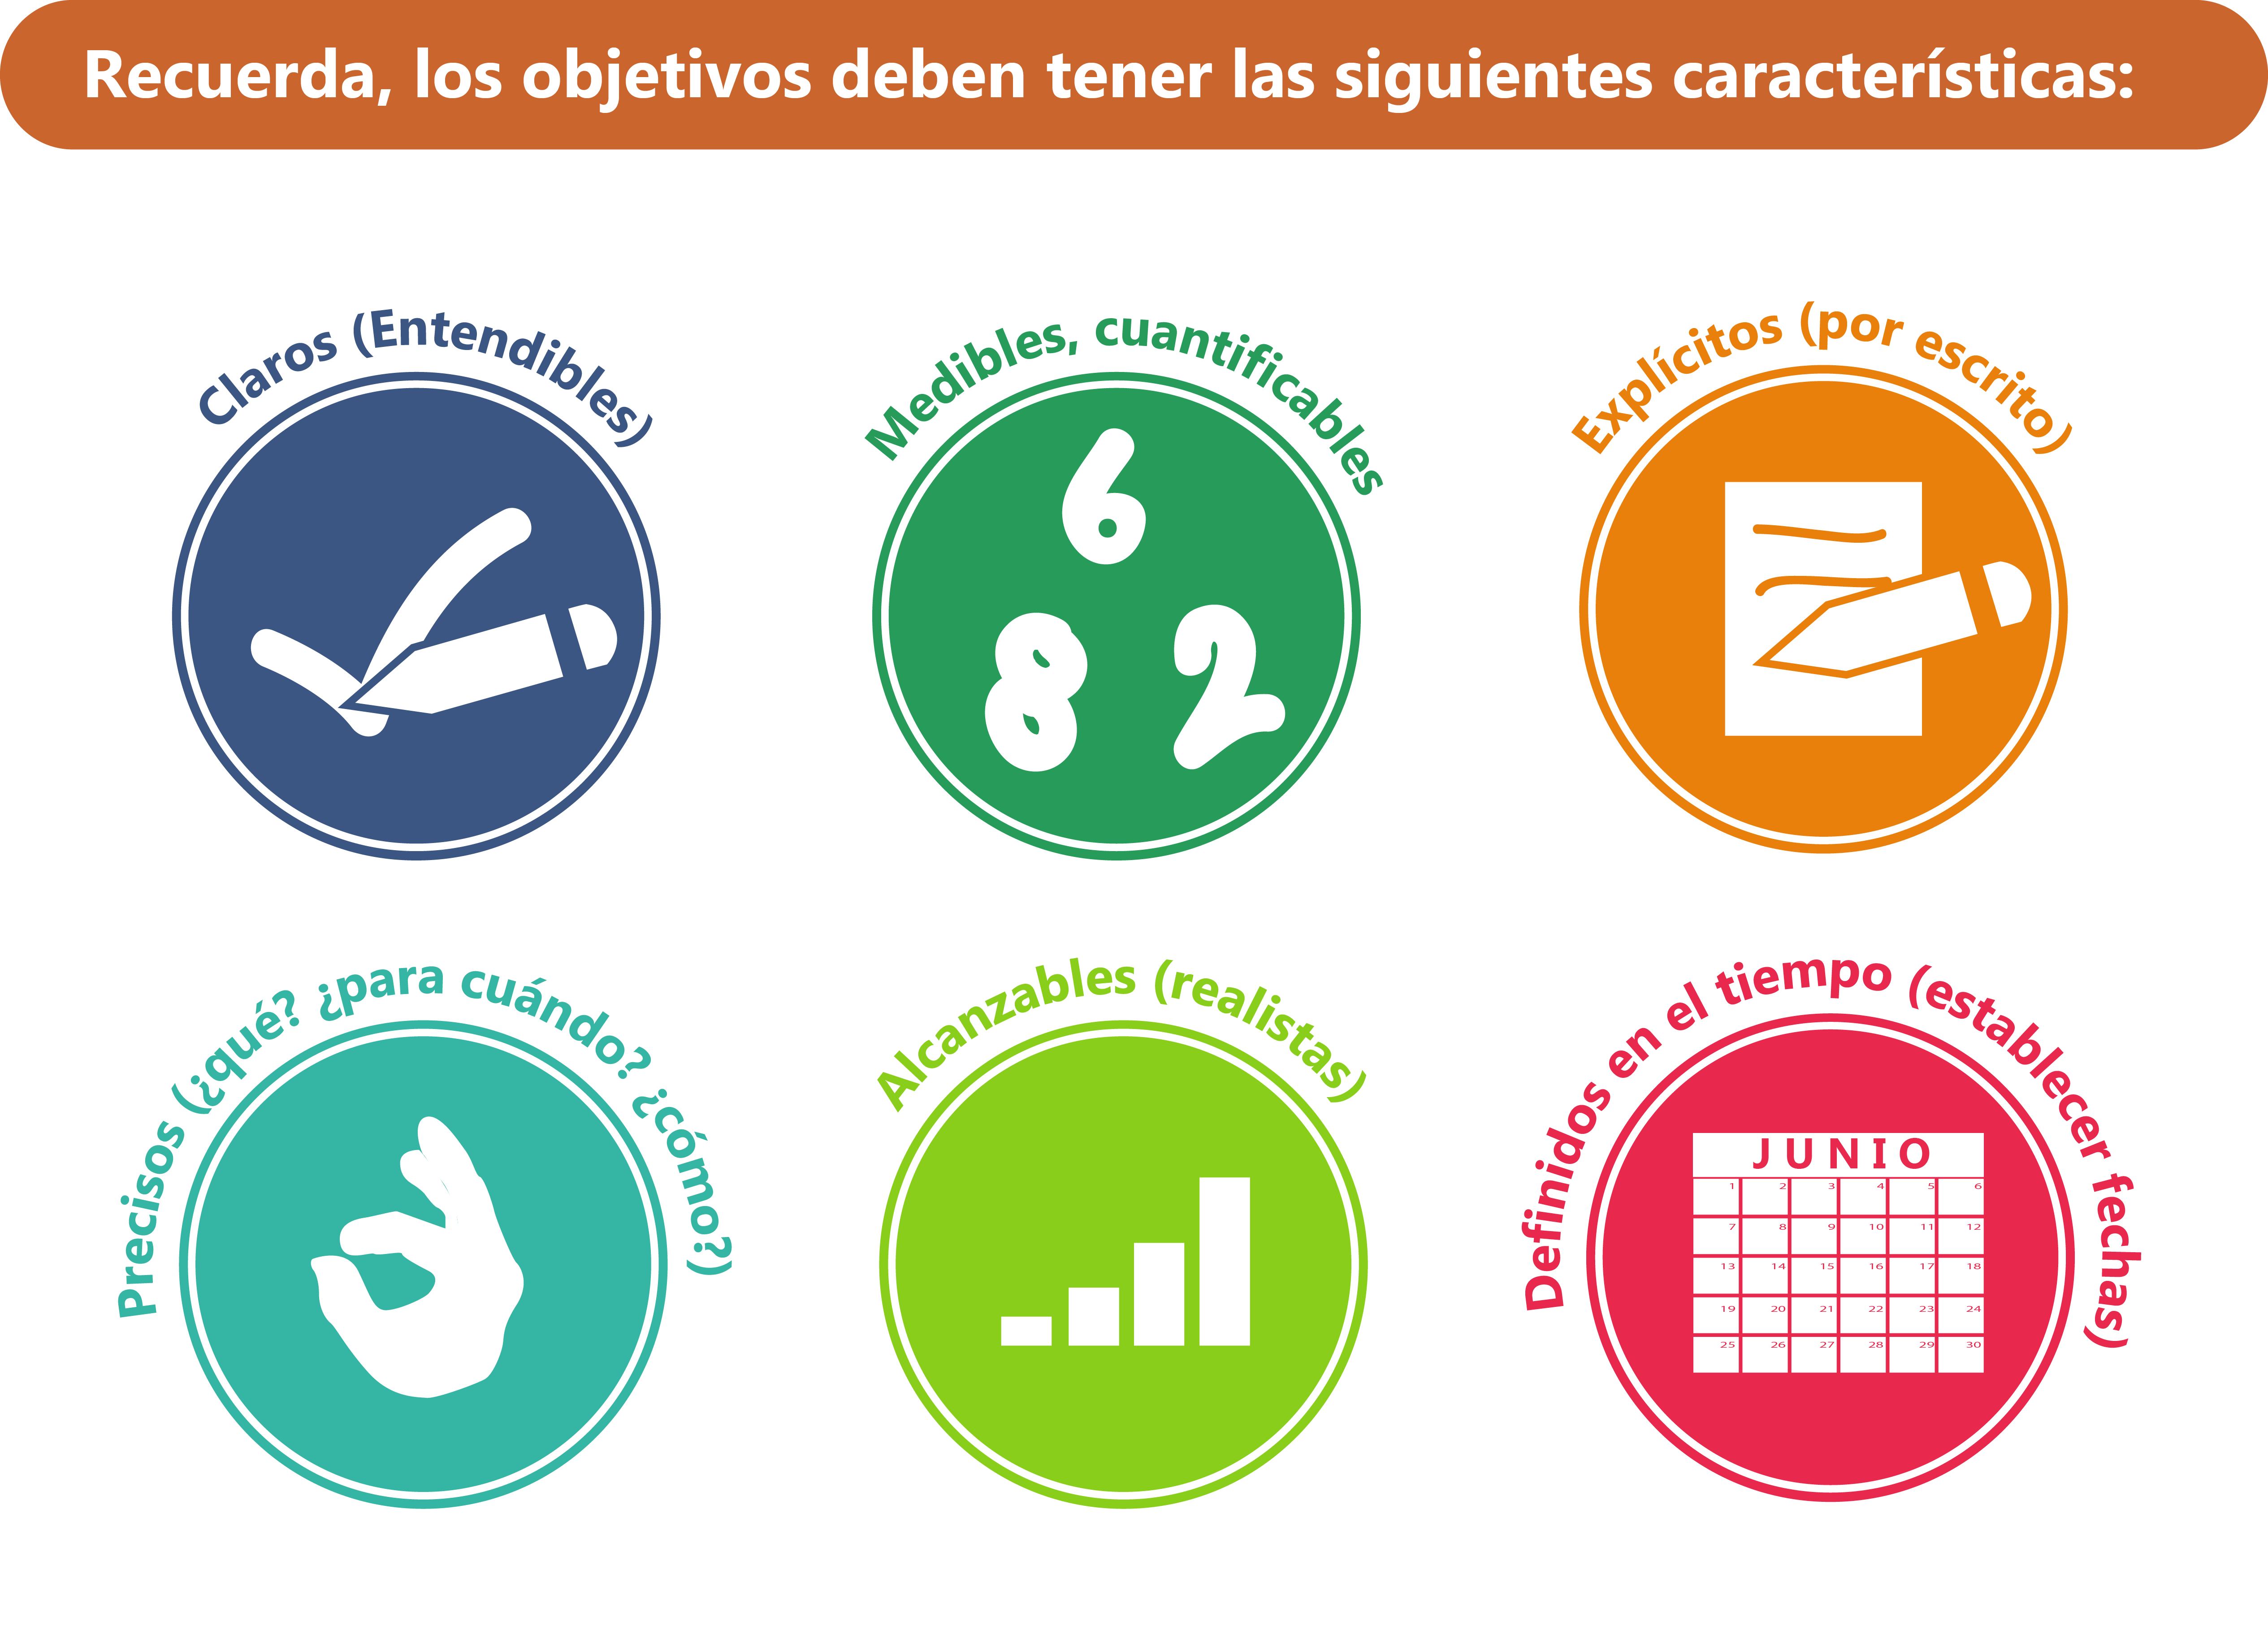 Recuerda, los objetivos deben tener las siguientes características:
Claros (Entendibles)
Medibles, cuantificables
6
8 2
Explícitos (por escrito)
Precisos (¿qué? ¿para cuándo? ¿cómo?)
Alcanzables (realistas)
Definidos en el tiempo (establecer fechas)
JUNIO
1 2 3 4 5 6
7 8 9 10 11 12
13 14 15 16 17 18
19 20 21 22 23 24
25 26 27 28 29 30